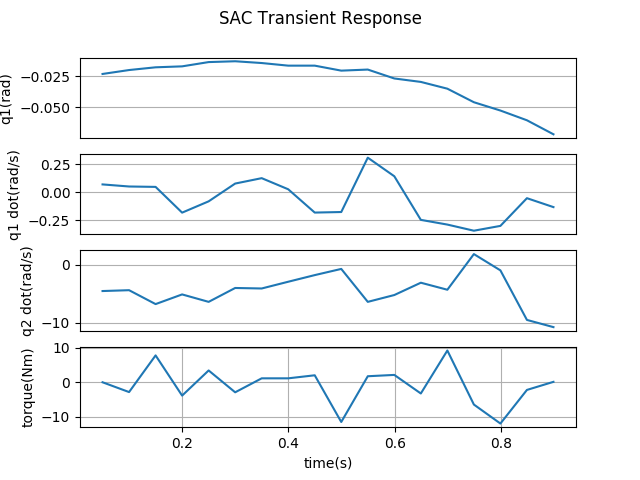 SAC Transient Response
q1(rad)
−0.025
−0.050
q1 dot(rad/s)
0.25
0.00
−0.25
q2 dot(rad/s)
0
−10
torque(Nm)
10
0
−10
0.2 0.4 0.6 0.8
time(s)